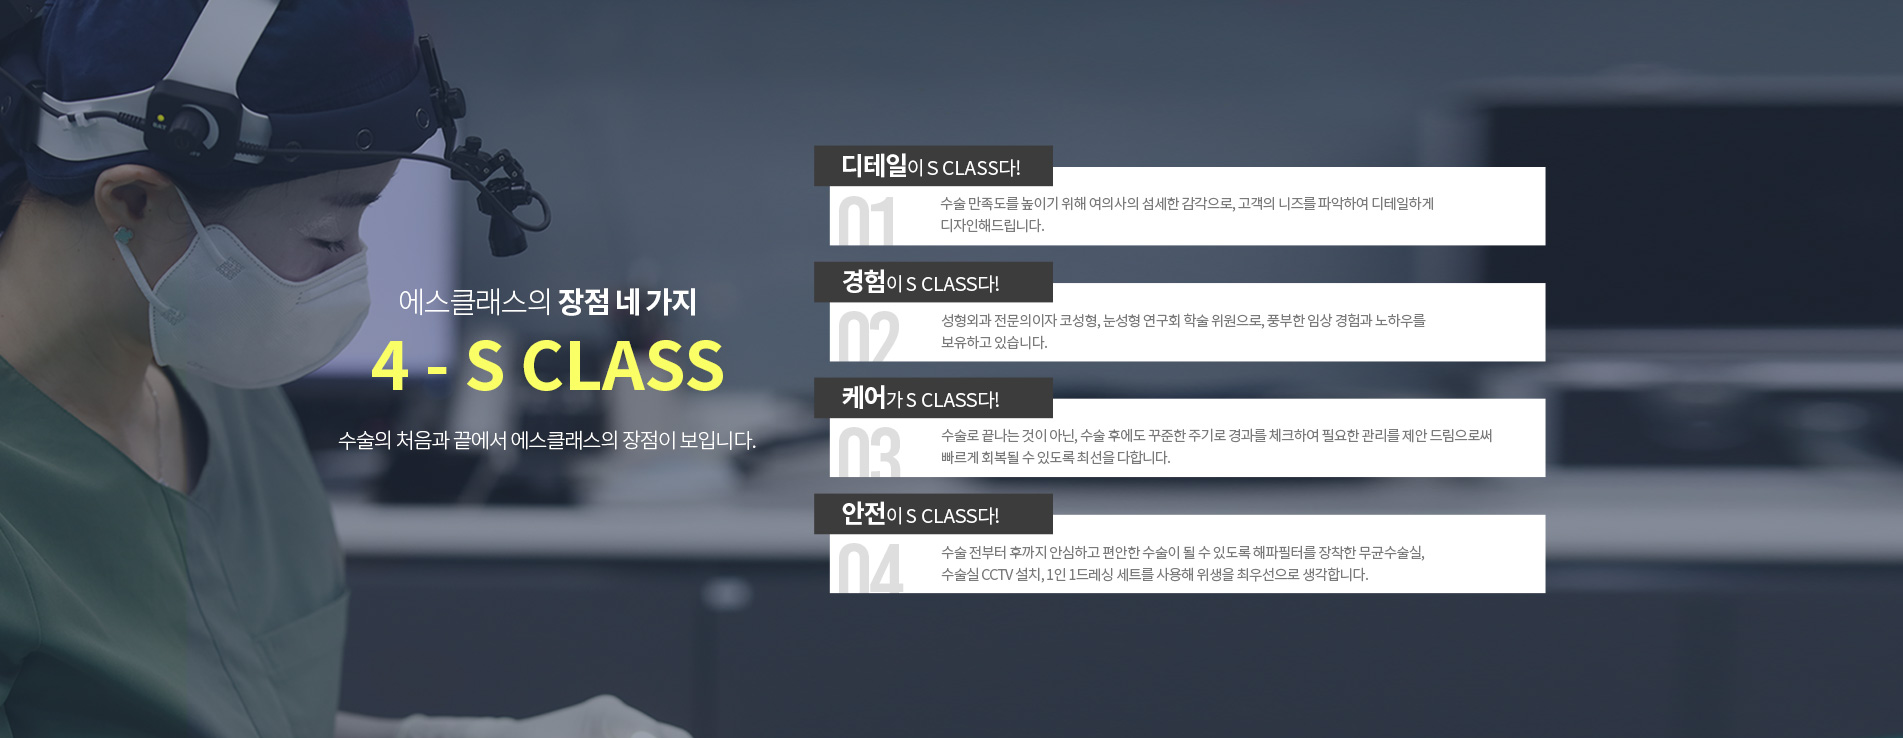 에스클래스의 장점 네 가지
4 - S CLASS
수술의 처음과 끝에서 에스클래스의 장점이 보입니다.
디테일이 S CLASS다!
01
수술 만족도를 높이기 위해 여의사의 섬세한 감각으로, 고객의 니즈를 파악하여 디테일하게
디자인해드립니다.
경험이 S CLASS다!
02
성형외과 전문의이자 코성형, 눈성형 연구회 학술 위원으로, 풍부한 임상 경험과 노하우를
보유하고 있습니다.
케어가 S CLASS다!
03
수술로 끝나는 것이 아닌, 수술 후에도 꾸준한 주기로 경과를 체크하여 필요한 관리를 제안 드림으로써
빠르게 회복될 수 있도록 최선을 다합니다.
안전이 S CLASS다!
04
수술 전부터 후까지 안심하고 편안한 수술이 될 수 있도록 해파필터를 장착한 무균수술실,
수술실 CCTV 설치, 1인 1드레싱 세트를 사용해 위생을 최우선으로 생각합니다.